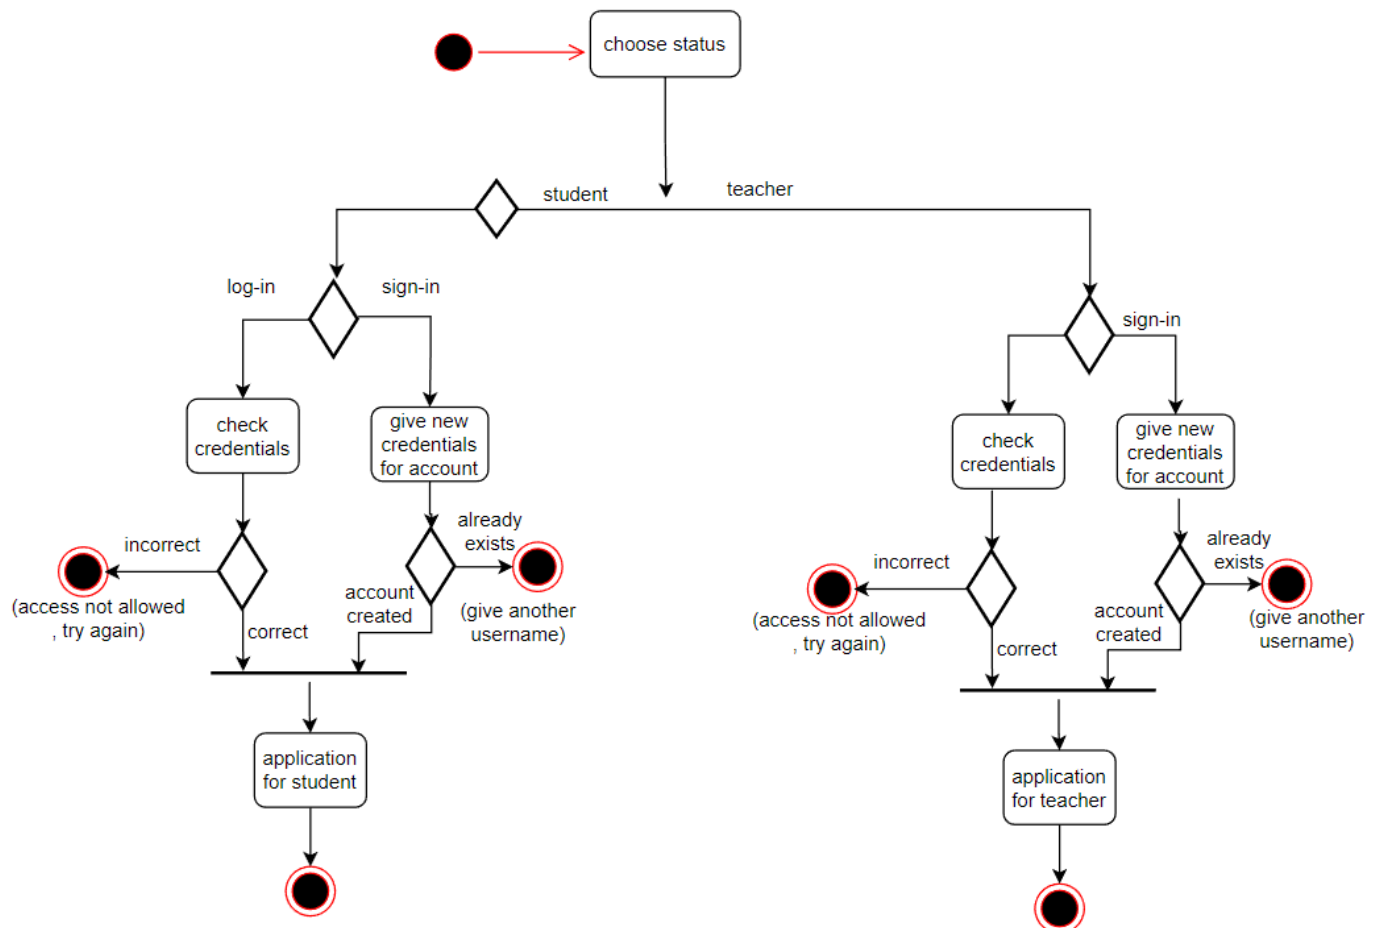 choose status
student
teacher
log-in
sign-in
sign-in
check
credentials
give new
credentials
for account
check
credentials
give new
credentials
for account
incorrect
already
exists
(access not allowed
, try again)
account
created
(give another
username)
correct
incorrect
already
exists
(access not allowed
, try again)
account
created
(give another
username)
correct
application
for student
application
for teacher